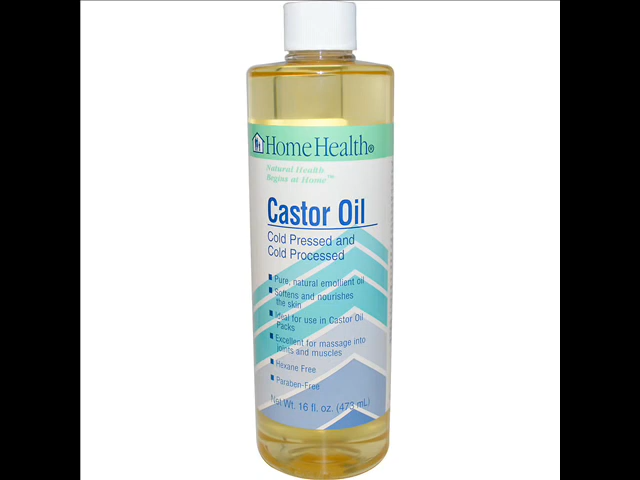 HomeHealth®
Natural Health
Begins at Home™
Castor Oil
Cold Pressed and
Cold Processed
Pure, natural emollient oil
Softens and nourishes
the skin
Ideal for use in Castor Oil
Packs
Excellent for massage into
joints and muscles
Hexane Free
Paraben-Free
Net Wt. 16 fl. oz. (473 mL)